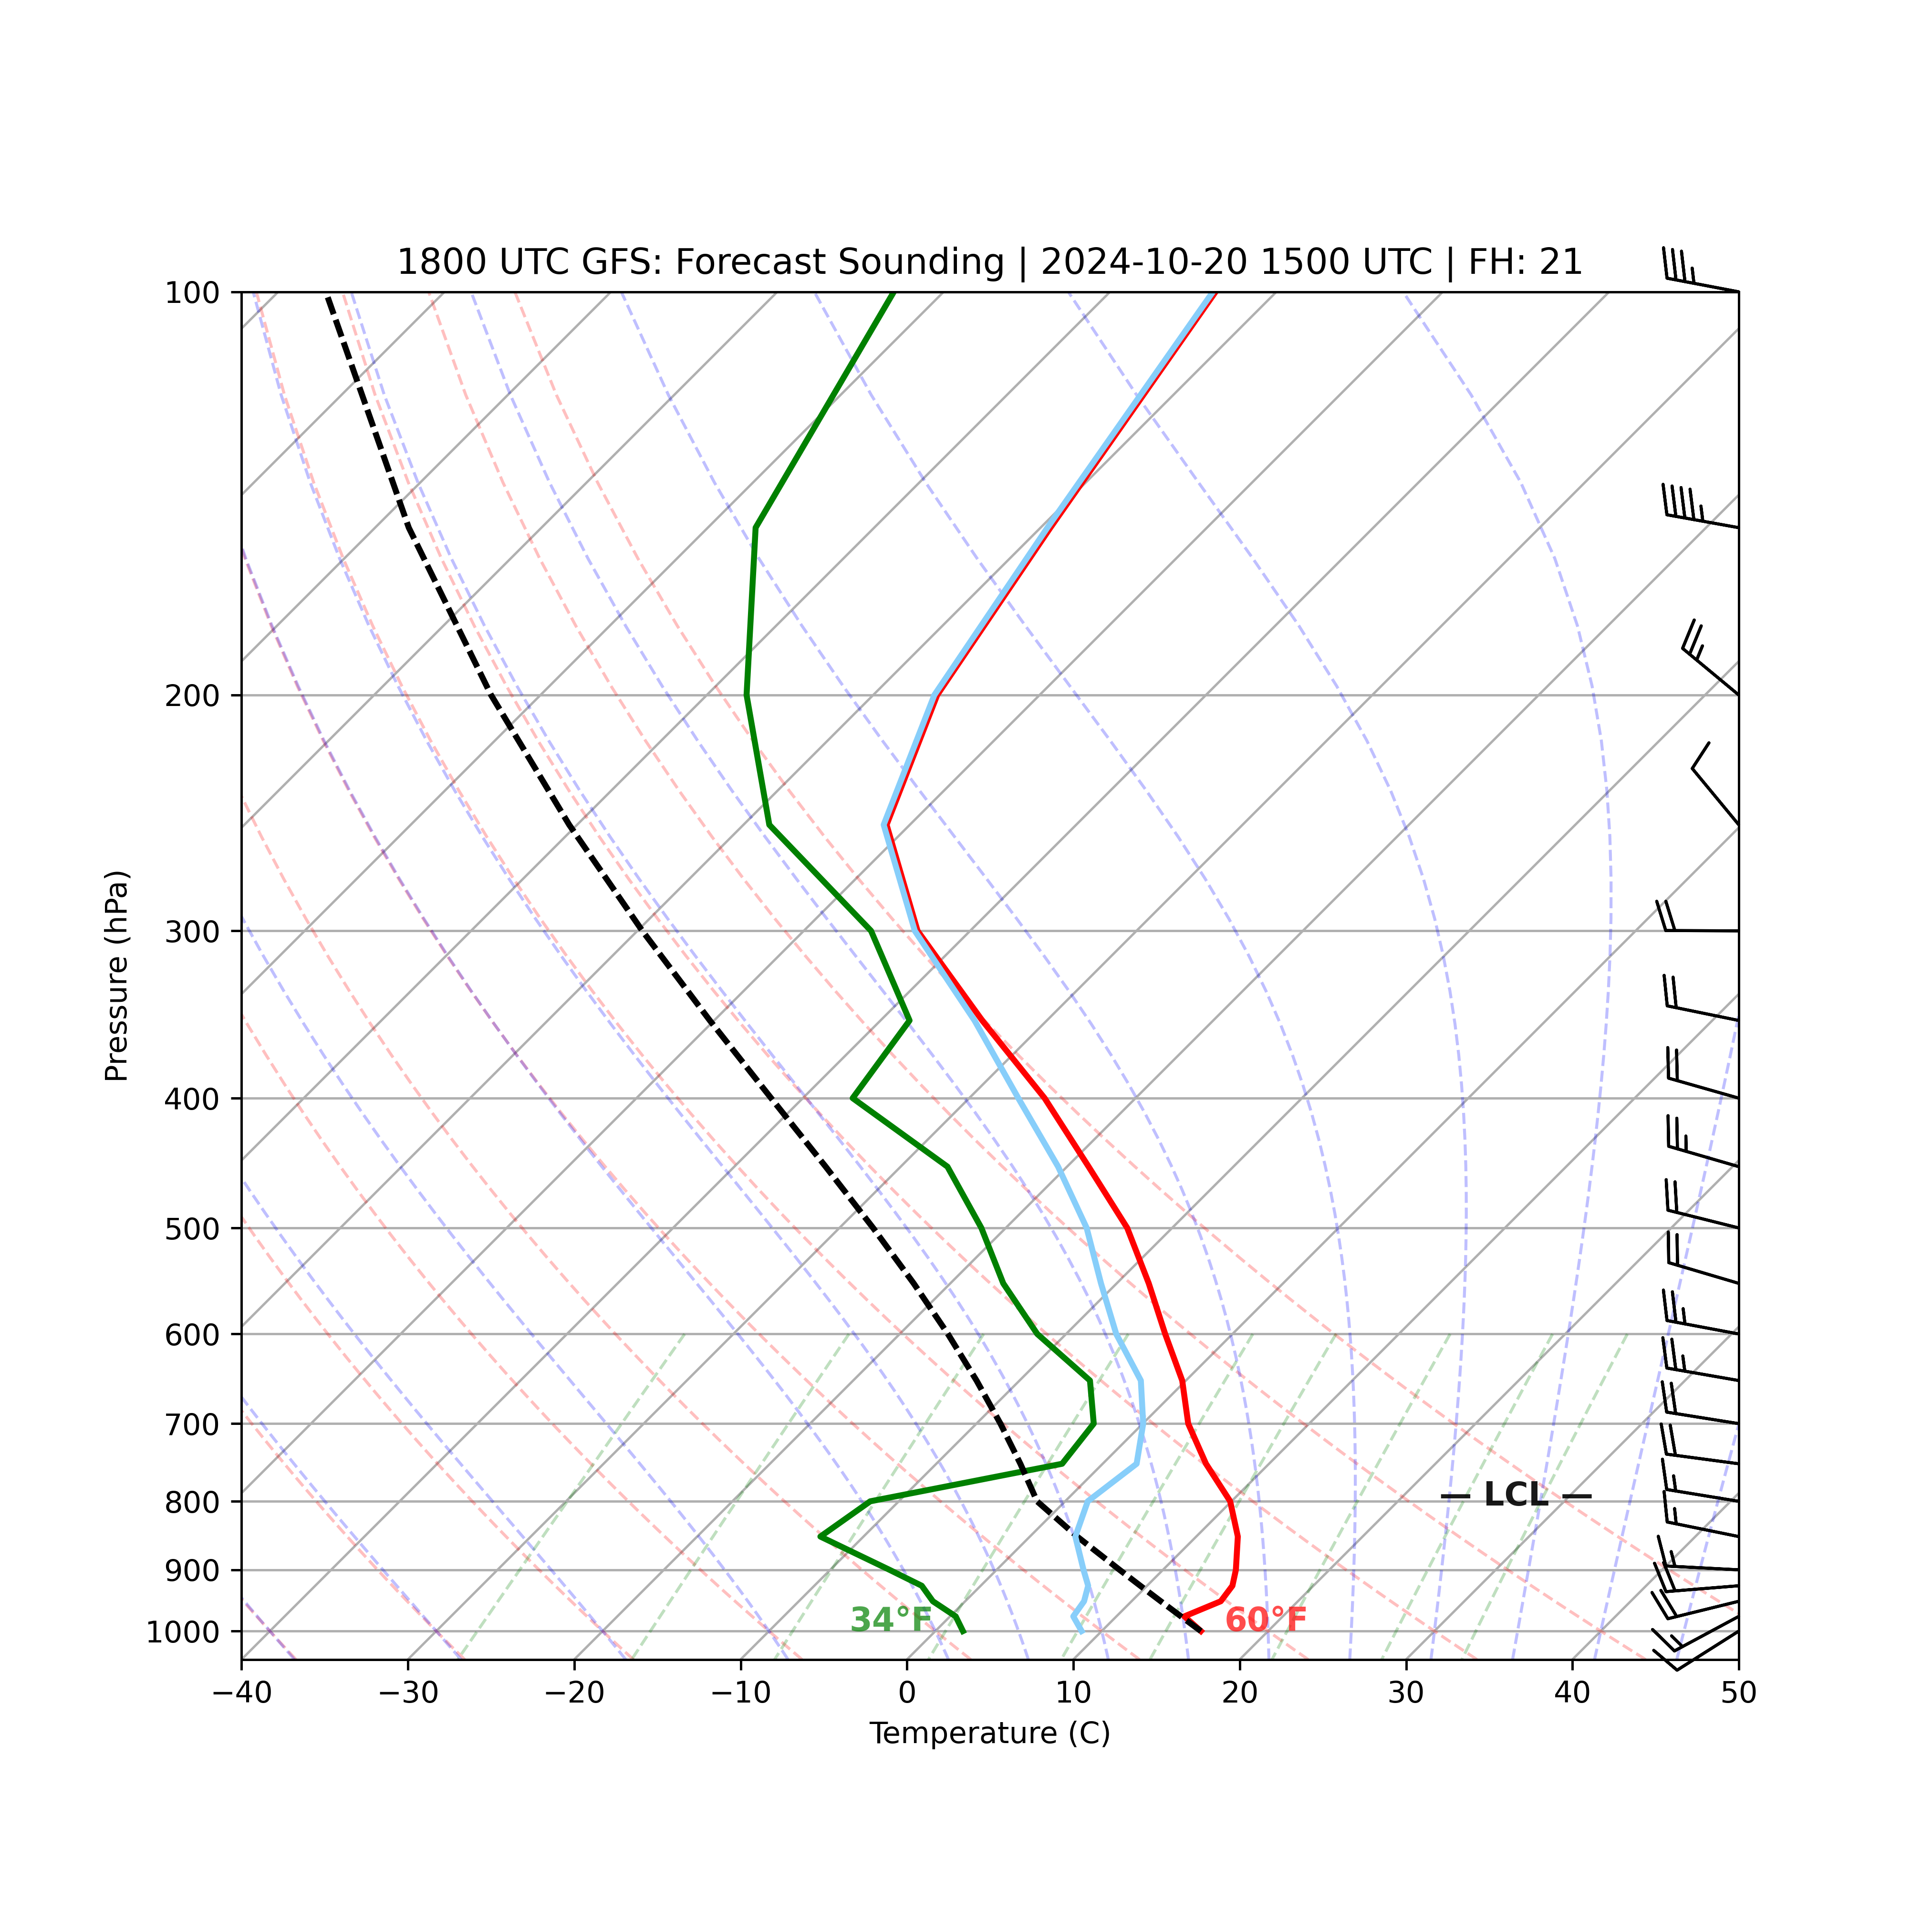 1800 UTC GFS: Forecast Sounding | 2024-10-20 1500 UTC | FH: 21
100
200
300
400
500
600
700
800
900
1000
Pressure (hPa)
— LCL —
34°F
60°F
−40 −30 −20 −10 0 10 20 30 40 50
Temperature (C)